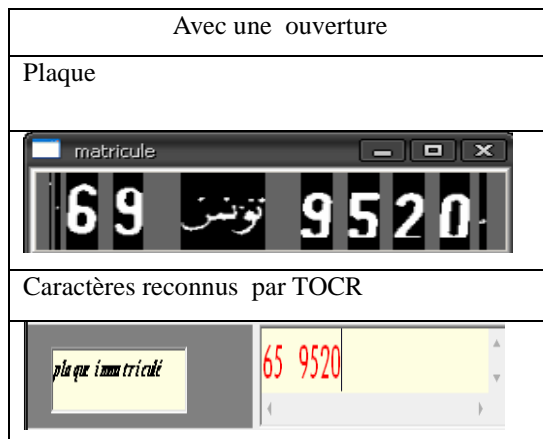 Avec une ouverture
Plaque
matricule
69 تونس 9520
Caractères reconnus par TOCR
plaque immatriculé
65 9520